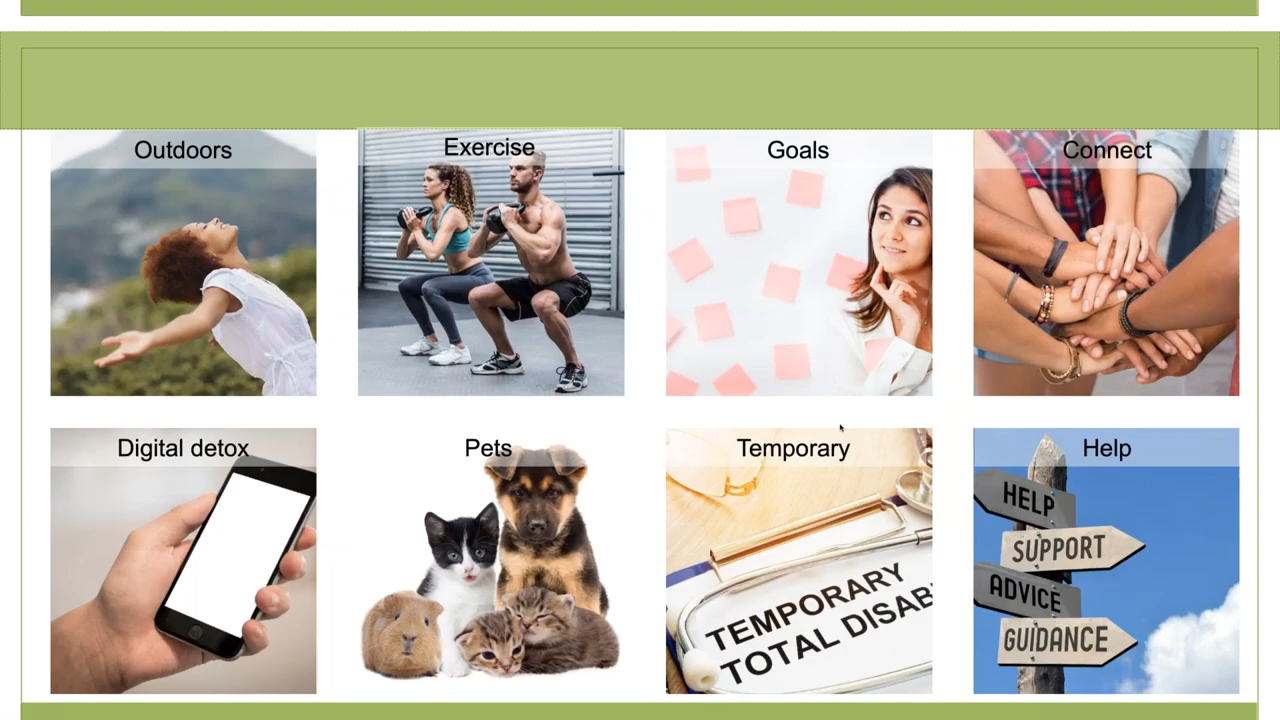 Outdoors
Exercise
Goals
Connect
Digital detox
Pets
Temporary
Help
TEMPORARY
TOTAL DISAB
HELP
SUPPORT
ADVICE
GUIDANCE